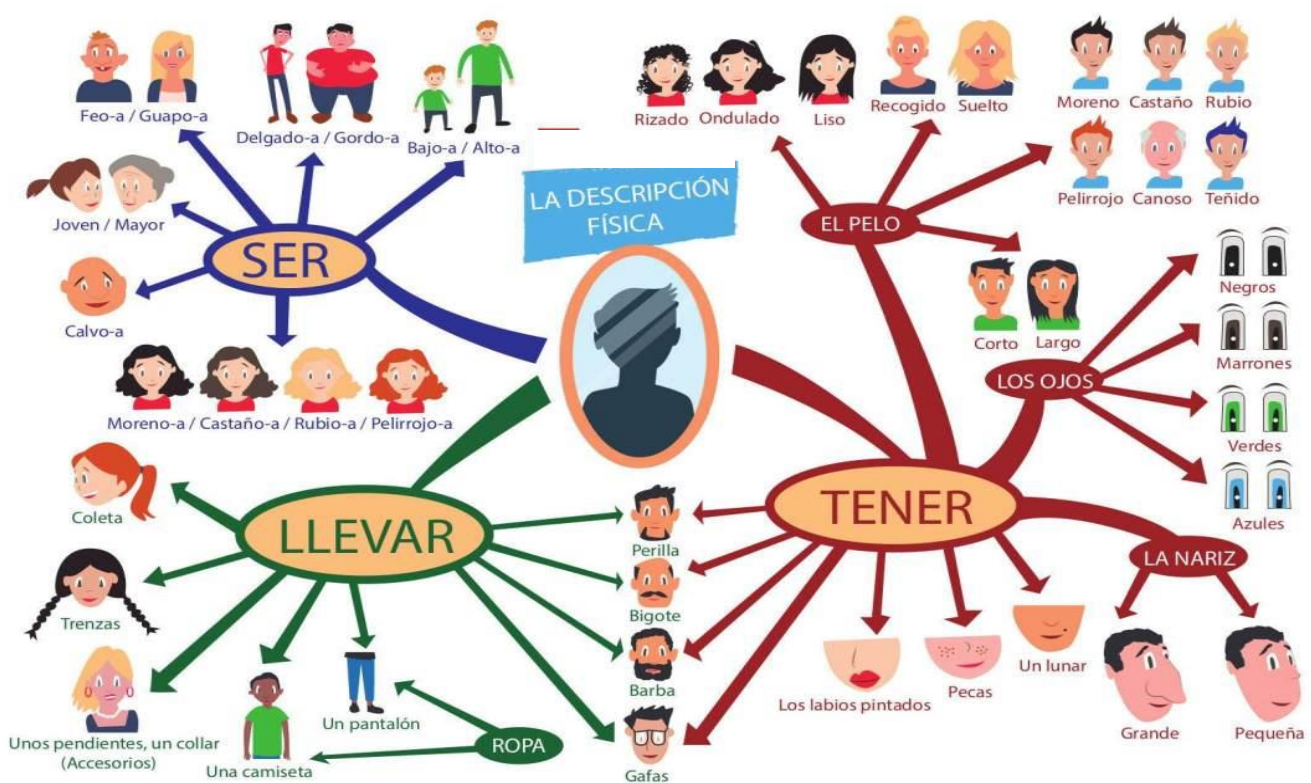 LA DESCRIPCIÓN
FÍSICA
SER
Feo-a / Guapo-a
Delgado-a / Gordo-a
Bajo-a / Alto-a
Joven / Mayor
Calvo-a
Moreno-a / Castaño-a / Rubio-a / Pelirrojo-a
LLEVAR
Coleta
Trenzas
Unos pendientes, un collar
(Accesorios)
Una camiseta
Un pantalón
ROPA
Perilla
Bigote
Barba
Gafas
TENER
EL PELO
Rizado
Ondulado
Liso
Recogido
Suelto
Moreno
Castaño
Rubio
Pelirrojo
Canoso
Teñido
Corto
Largo
LOS OJOS
Negros
Marrones
Verdes
Azules
LA NARIZ
Grande
Pequeña
Un lunar
Pecas
Los labios pintados